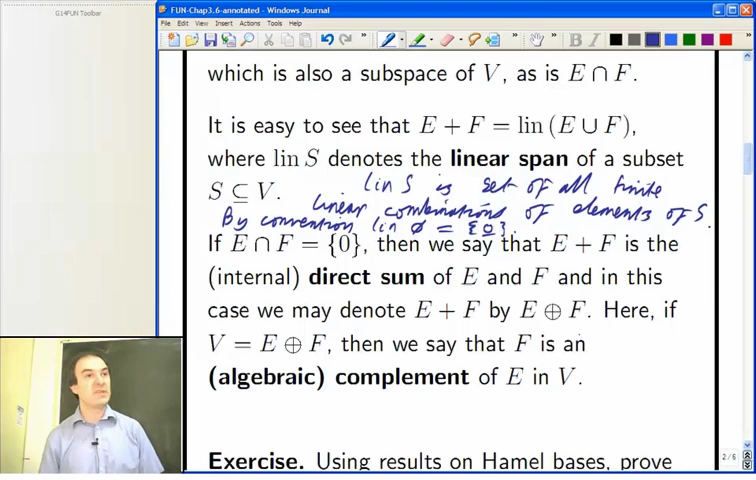 G14FUN Toolbar
FUN-Chap3.6-annotated - Windows Journal
File Edit View Insert Actions Tools Help
B I
which is also a subspace of V, as is E ∩ F.
It is easy to see that E + F = lin (E ∪ F),
where lin S denotes the linear span of a subset
S ⊆ V. lin S is set of all finite
linear combinations of elements of S.
By convention lin ∅ = {0}.
If E ∩ F = {0}, then we say that E + F is the
(internal) direct sum of E and F and in this
case we may denote E + F by E ⊕ F. Here, if
V = E ⊕ F, then we say that F is an
(algebraic) complement of E in V.
Exercise. Using results on Hamel bases, prove
2 / 6